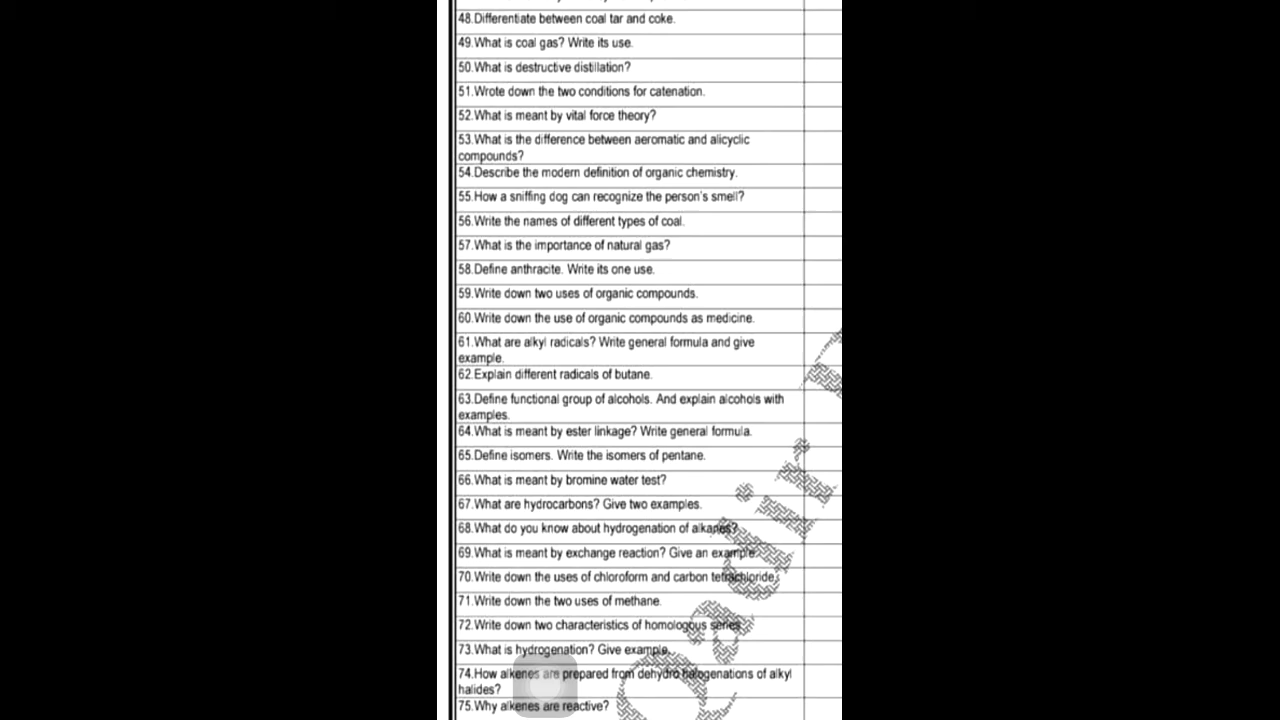 48.Differentiate between coal tar and coke.
49.What is coal gas? Write its use.
50.What is destructive distillation?
51.Wrote down the two conditions for catenation.
52.What is meant by vital force theory?
53.What is the difference between aeromatic and alicyclic
compounds?
54.Describe the modern definition of organic chemistry.
55.How a sniffing dog can recognize the person's smell?
56.Write the names of different types of coal.
57.What is the importance of natural gas?
58.Define anthracite. Write its one use.
59.Write down two uses of organic compounds.
60.Write down the use of organic compounds as medicine.
61.What are alkyl radicals? Write general formula and give
example.
62.Explain different radicals of butane.
63.Define functional group of alcohols. And explain alcohols with
examples.
64.What is meant by ester linkage? Write general formula.
65.Define isomers. Write the isomers of pentane.
66.What is meant by bromine water test?
67.What are hydrocarbons? Give two examples.
68.What do you know about hydrogenation of alkanes?
69.What is meant by exchange reaction? Give an example.
70.Write down the uses of chloroform and carbon tetrachloride.
71.Write down the two uses of methane.
72.Write down two characteristics of homologous series.
73.What is hydrogenation? Give example.
74.How alkenes are prepared from dehydro halogenations of alkyl
halides?
75.Why alkenes are reactive?
Qadir